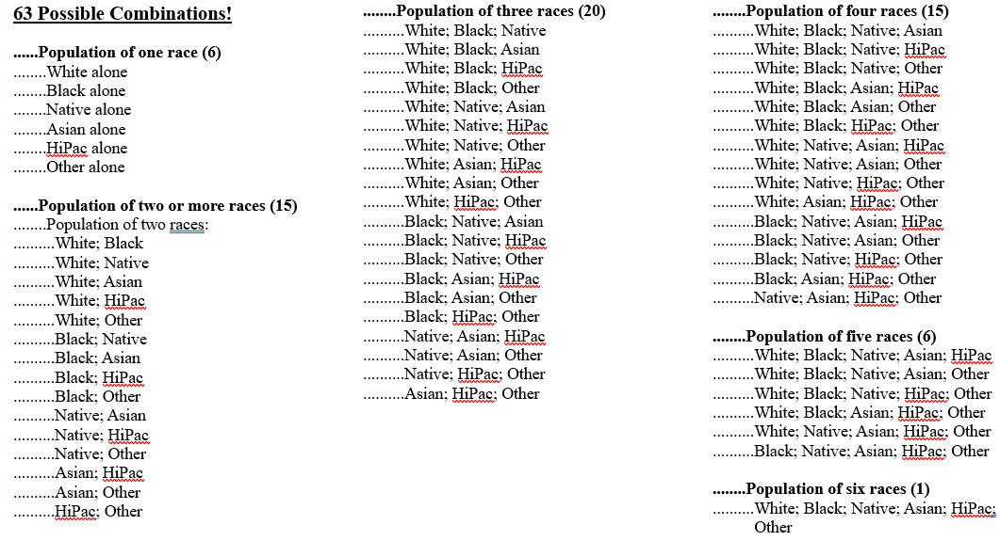 63 Possible Combinations!
......Population of one race (6)
........White alone
........Black alone
........Native alone
........Asian alone
........HiPac alone
........Other alone
......Population of two or more races (15)
........Population of two races:
..........White; Black
..........White; Native
..........White; Asian
..........White; HiPac
..........White; Other
..........Black; Native
..........Black; Asian
..........Black; HiPac
..........Black; Other
..........Native; Asian
..........Native; HiPac
..........Native; Other
..........Asian; HiPac
..........Asian; Other
..........HiPac; Other
........Population of three races (20)
..........White; Black; Native
..........White; Black; Asian
..........White; Black; HiPac
..........White; Black; Other
..........White; Native; Asian
..........White; Native; HiPac
..........White; Native; Other
..........White; Asian; HiPac
..........White; Asian; Other
..........White; HiPac; Other
..........Black; Native; Asian
..........Black; Native; HiPac
..........Black; Native; Other
..........Black; Asian; HiPac
..........Black; Asian; Other
..........Black; HiPac; Other
..........Native; Asian; HiPac
..........Native; Asian; Other
..........Native; HiPac; Other
..........Asian; HiPac; Other
........Population of four races (15)
..........White; Black; Native; Asian
..........White; Black; Native; HiPac
..........White; Black; Native; Other
..........White; Black; Asian; HiPac
..........White; Black; Asian; Other
..........White; Black; HiPac; Other
..........White; Native; Asian; HiPac
..........White; Native; Asian; Other
..........White; Native; HiPac; Other
..........White; Asian; HiPac; Other
..........Black; Native; Asian; HiPac
..........Black; Native; Asian; Other
..........Black; Native; HiPac; Other
..........Black; Asian; HiPac; Other
..........Native; Asian; HiPac; Other
........Population of five races (6)
..........White; Black; Native; Asian; HiPac
..........White; Black; Native; Asian; Other
..........White; Black; Native; HiPac; Other
..........White; Black; Asian; HiPac; Other
..........White; Native; Asian; HiPac; Other
..........Black; Native; Asian; HiPac; Other
........Population of six races (1)
..........White; Black; Native; Asian; HiPac;
Other